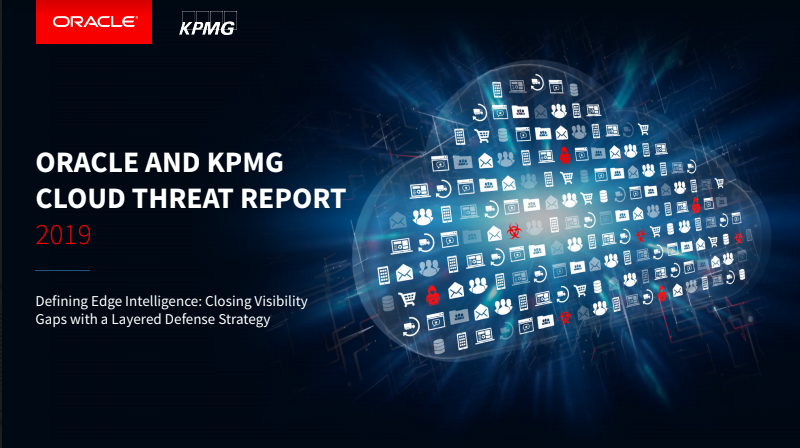 ORACLE
KPMG
ORACLE AND KPMG
CLOUD THREAT REPORT
2019
Defining Edge Intelligence: Closing Visibility
Gaps with a Layered Defense Strategy